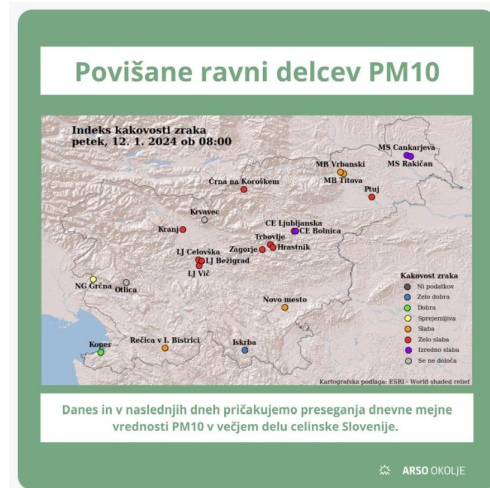 Povišane ravni delcev PM10
Indeks kakovosti zraka
petek, 12. 1. 2024 ob 08:00
MS Cankarjeva
MS Rakičan
MB Vrbanski
MB Titova
Ptuj
Črna na Koroškem
Krvavec
Kranj
CE Ljubljanska
CE Bolnica
Trbovlje
Zagorje
Hrastnik
LJ Celovška
LJ Bežigrad
LJ Vič
NG Grčna
Otlica
Novo mesto
Koper
Rečica v I. Bistrici
Iskrba
Kakovost zraka
Ni podatkov
Zelo dobra
Dobra
Sprejemljiva
Slaba
Zelo slaba
Izredno slaba
Se ne določa
Kartografska podlaga: ESRI - World shaded relief
Danes in v naslednjih dneh pričakujemo preseganja dnevne mejne
vrednosti PM10 v večjem delu celinske Slovenije.
ARSO OKOLJE